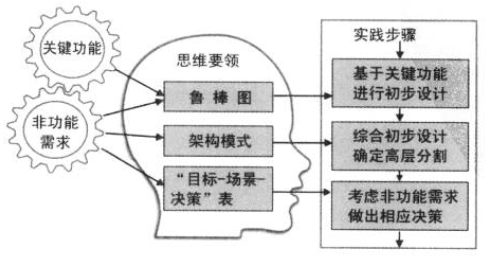 关键功能
非功能
需求
思维要领
鲁棒图
架构模式
“目标-场景-
决策”表
实践步骤
基于关键功能
进行初步设计
综合初步设计
确定高层分割
考虑非功能需求
做出相应决策